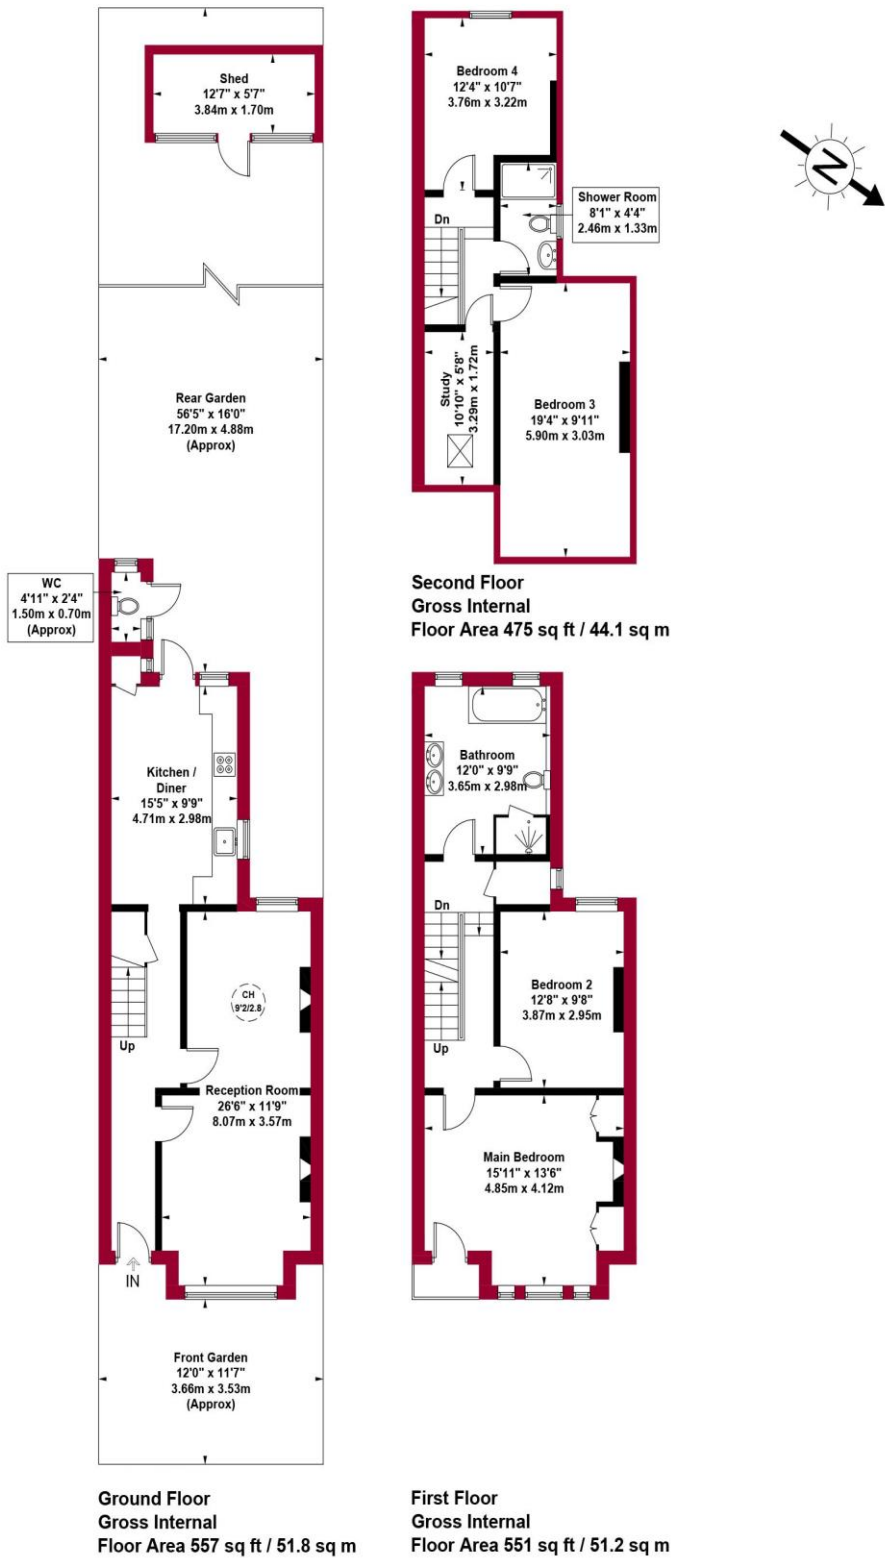 Shed
12'7" x 5'7"
3.84m x 1.70m
Rear Garden
56'5" x 16'0"
17.20m x 4.88m
(Approx)
WC
4'11" x 2'4"
1.50m x 0.70m
(Approx)
Kitchen /
Diner
15'5" x 9'9"
4.71m x 2.98m
CH
9'2/2.8
Up
Reception Room
26'6" x 11'9"
8.07m x 3.57m
IN
Front Garden
12'0" x 11'7"
3.66m x 3.53m
(Approx)
Ground Floor
Gross Internal
Floor Area 557 sq ft / 51.8 sq m
Bedroom 4
12'4" x 10'7"
3.76m x 3.22m
Dn
Shower Room
8'1" x 4'4"
2.46m x 1.33m
Study
10'10" x 5'8"
3.29m x 1.72m
Bedroom 3
19'4" x 9'11"
5.90m x 3.03m
Second Floor
Gross Internal
Floor Area 475 sq ft / 44.1 sq m
Bathroom
12'0" x 9'9"
3.65m x 2.98m
Dn
Bedroom 2
12'8" x 9'8"
3.87m x 2.95m
Up
Main Bedroom
15'11" x 13'6"
4.85m x 4.12m
First Floor
Gross Internal
Floor Area 551 sq ft / 51.2 sq m
N